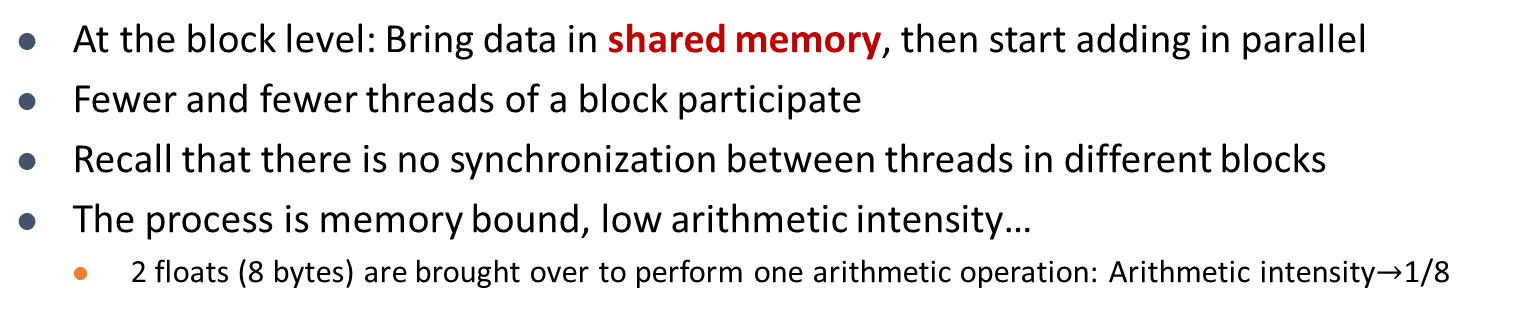 • At the block level: Bring data in shared memory, then start adding in parallel
• Fewer and fewer threads of a block participate
• Recall that there is no synchronization between threads in different blocks
• The process is memory bound, low arithmetic intensity…
• 2 floats (8 bytes) are brought over to perform one arithmetic operation: Arithmetic intensity→1/8